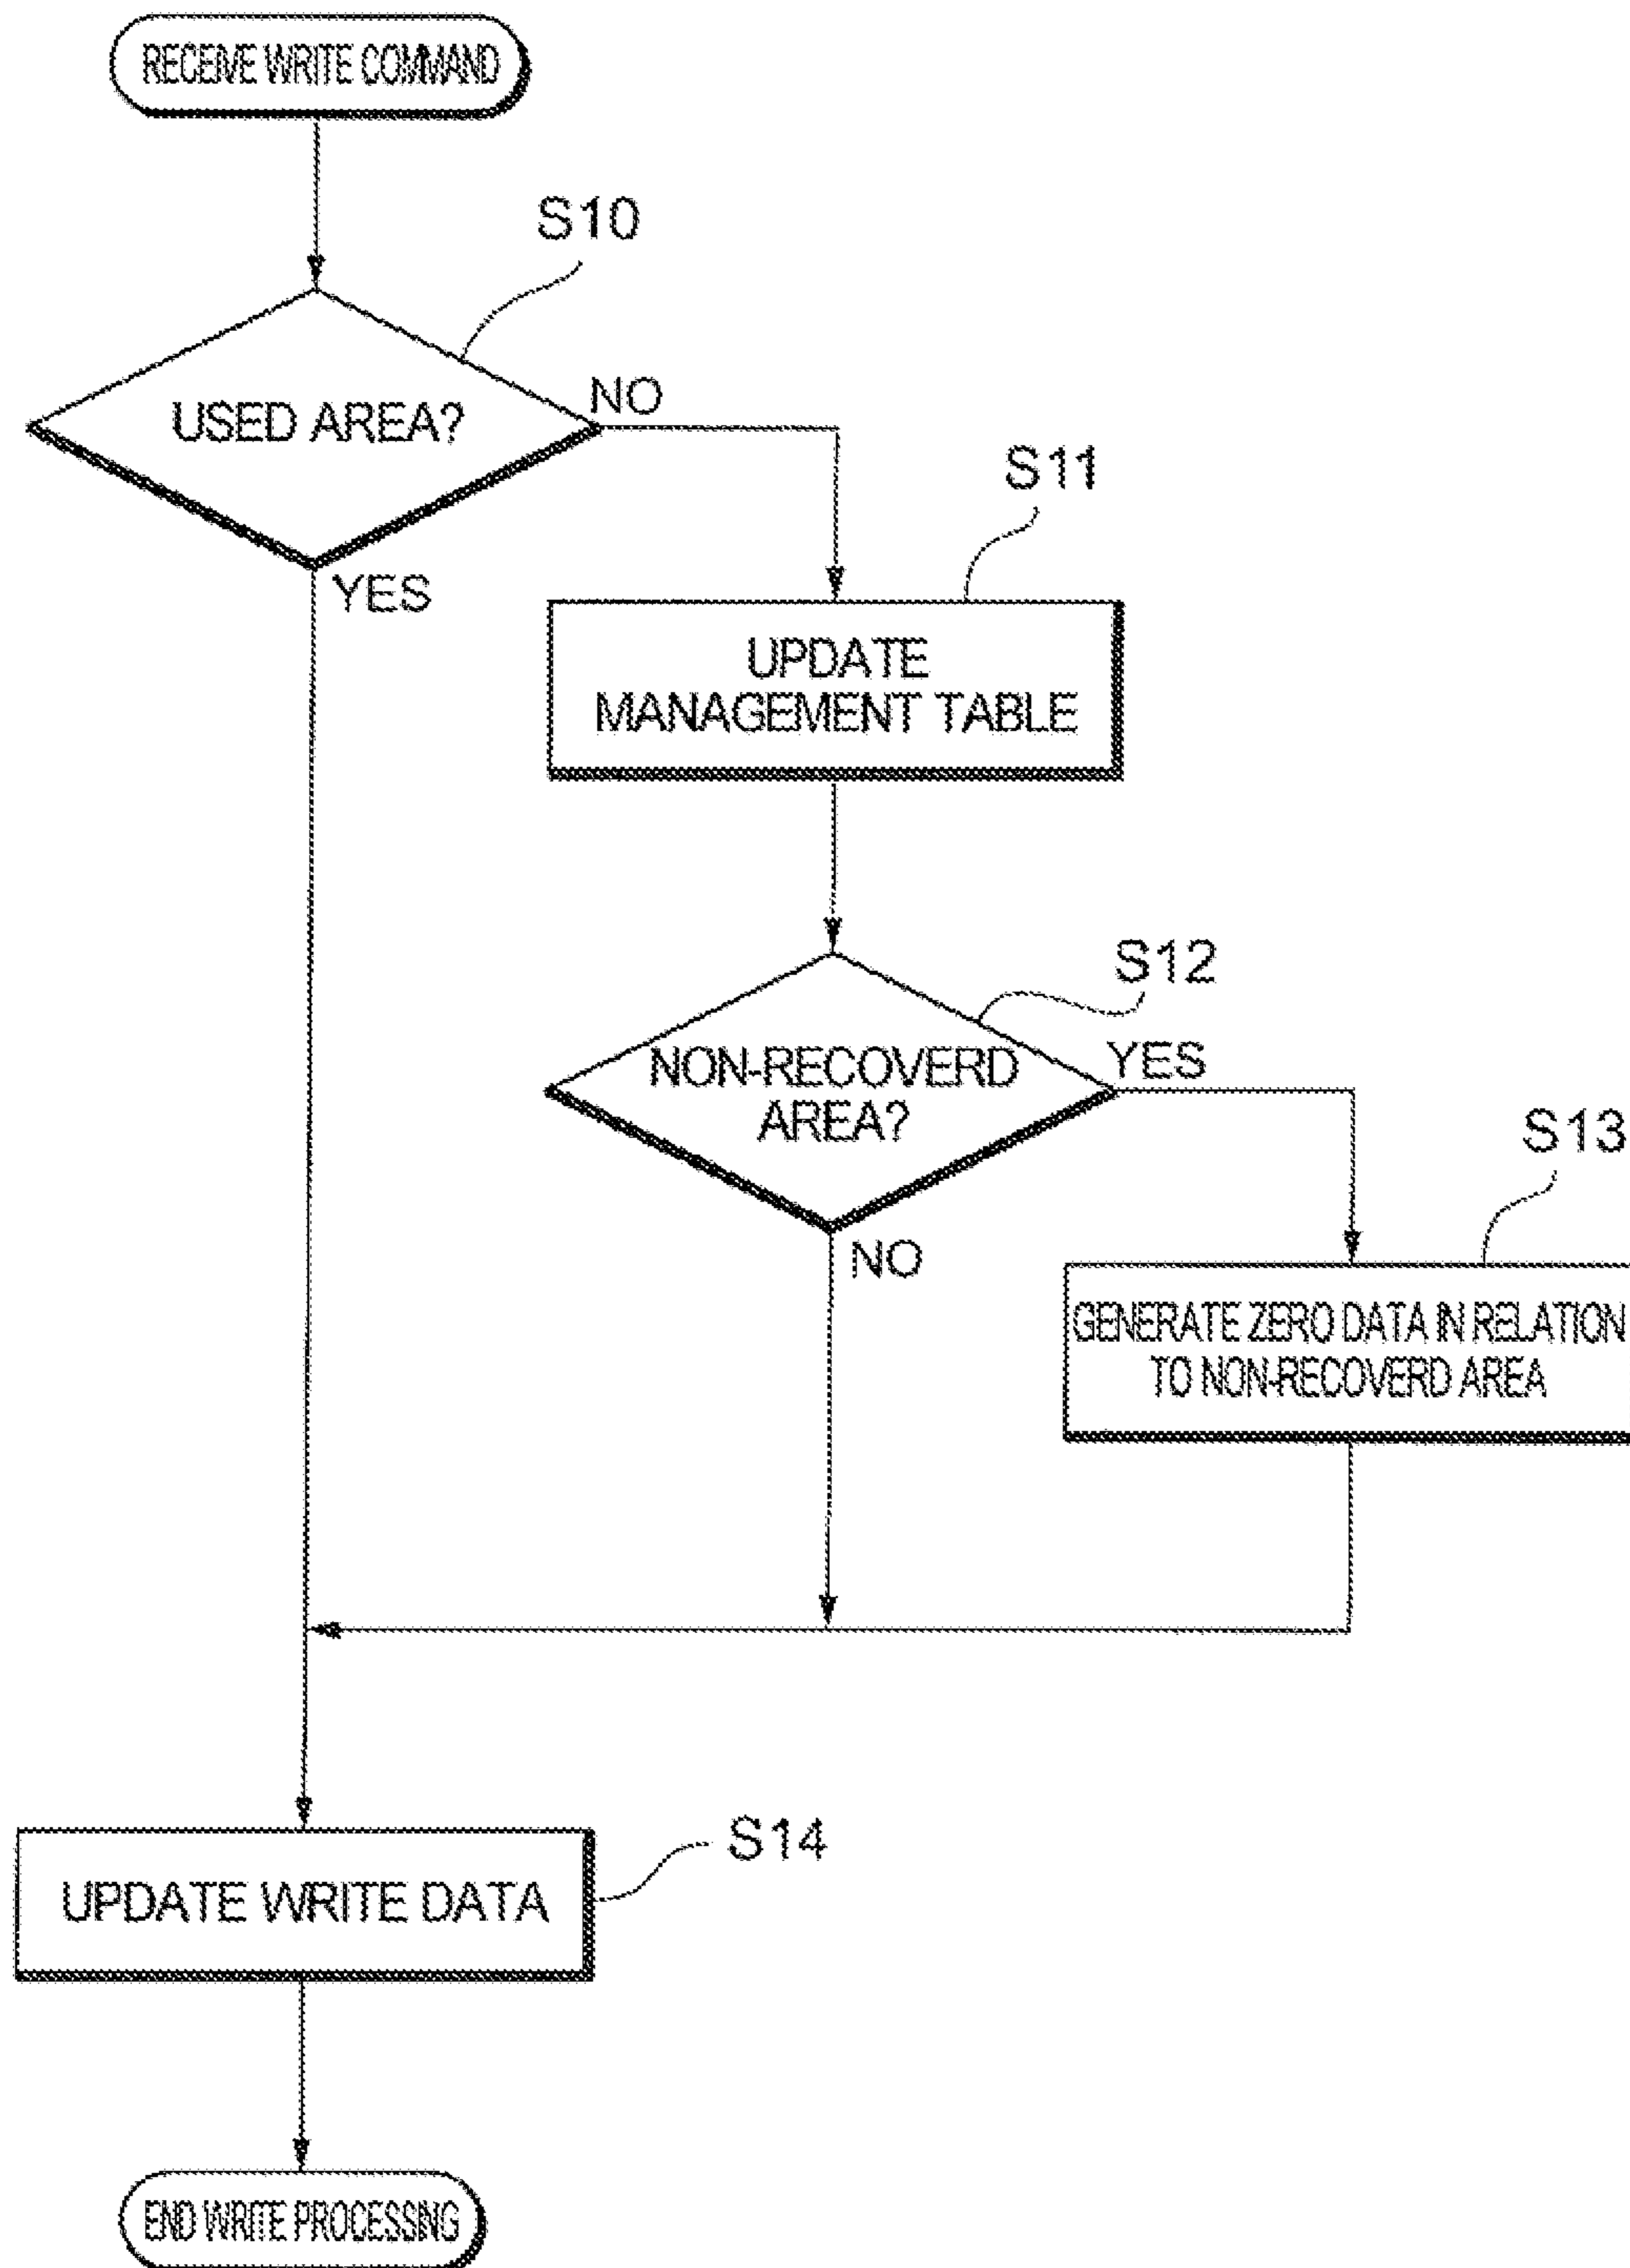 RECEIVE WRITE COMMAND
S10
USED AREA?
NO
YES
S11
UPDATE
MANAGEMENT TABLE
S12
NON-RECOVERD
AREA?
YES
NO
S13
GENERATE ZERO DATA IN RELATION
TO NON-RECOVERD AREA
S14
UPDATE WRITE DATA
END WRITE PROCESSING